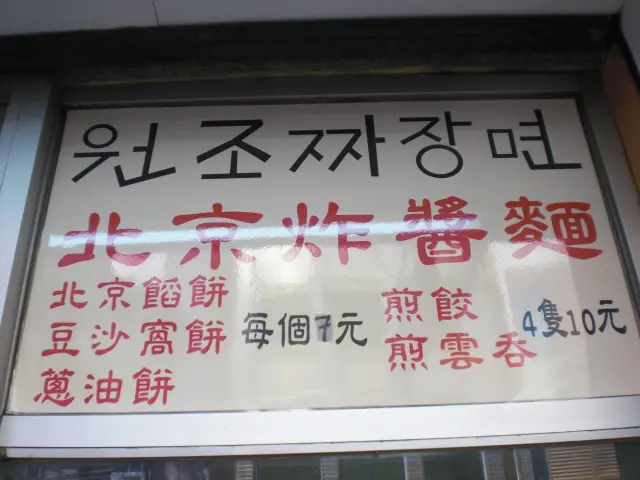 원조짜장면
北京炸醬麵
北京餡餅
豆沙窩餅
蔥油餅
每個7元
煎餃
煎雲吞
4隻10元